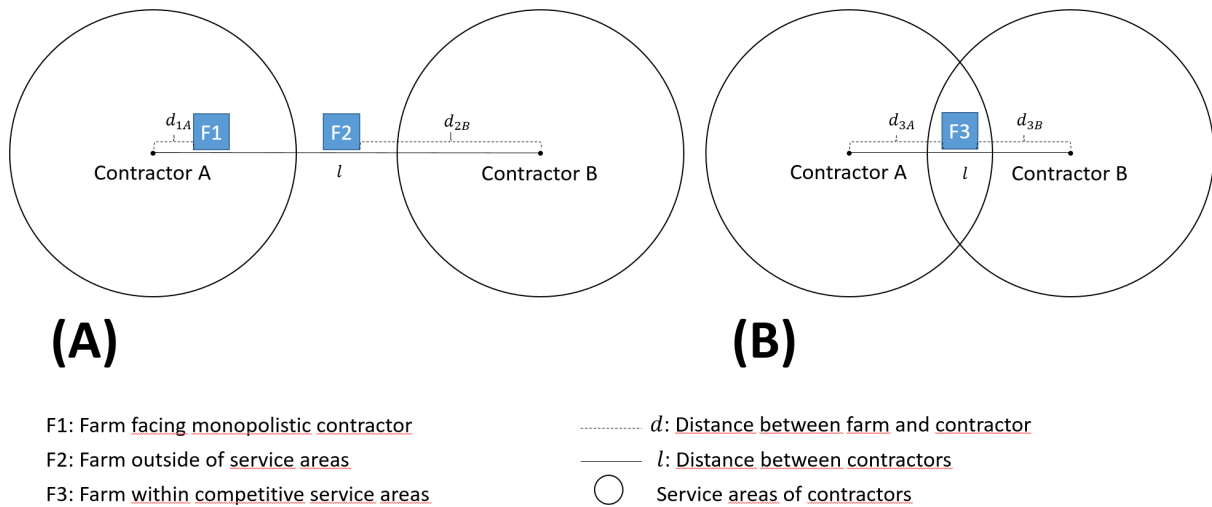 d1A
F1
F2
d2B
Contractor A
l
Contractor B
d3A
F3
d3B
Contractor A
l
Contractor B
(A)
(B)
F1: Farm facing monopolistic contractor
F2: Farm outside of service areas
F3: Farm within competitive service areas
d: Distance between farm and contractor
l: Distance between contractors
Service areas of contractors